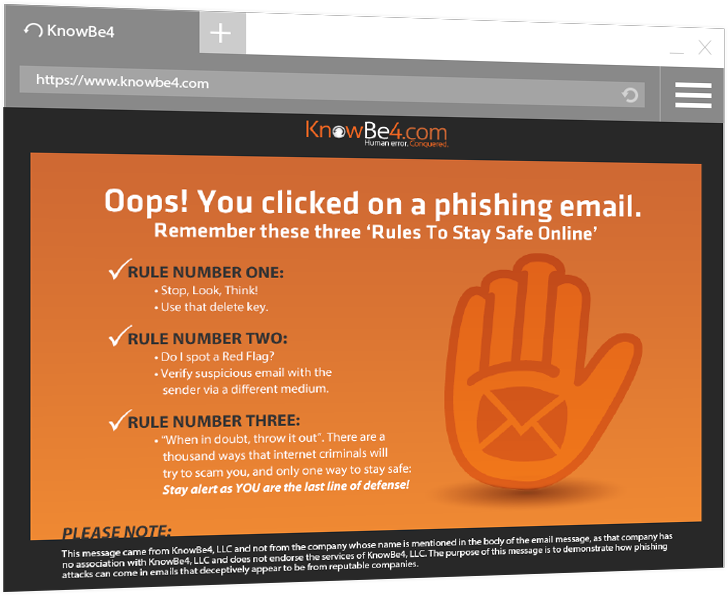 KnowBe4
https://www.knowbe4.com
KnowBe4.com
Human error. Conquered.
Oops! You clicked on a phishing email.
Remember these three ‘Rules To Stay Safe Online’
RULE NUMBER ONE:
• Stop, Look, Think!
• Use that delete key.
RULE NUMBER TWO:
• Do I spot a Red Flag?
• Verify suspicious email with the
sender via a different medium.
RULE NUMBER THREE:
• “When in doubt, throw it out”. There are a
thousand ways that internet criminals will
try to scam you, and only one way to stay safe:
Stay alert as YOU are the last line of defense!
PLEASE NOTE:
This message came from KnowBe4, LLC and not from the company whose name is mentioned in the body of the email message, as that company has
no association with KnowBe4, LLC and does not endorse the services of KnowBe4, LLC. The purpose of this message is to demonstrate how phishing
attacks can come in emails that deceptively appear to be from reputable companies.